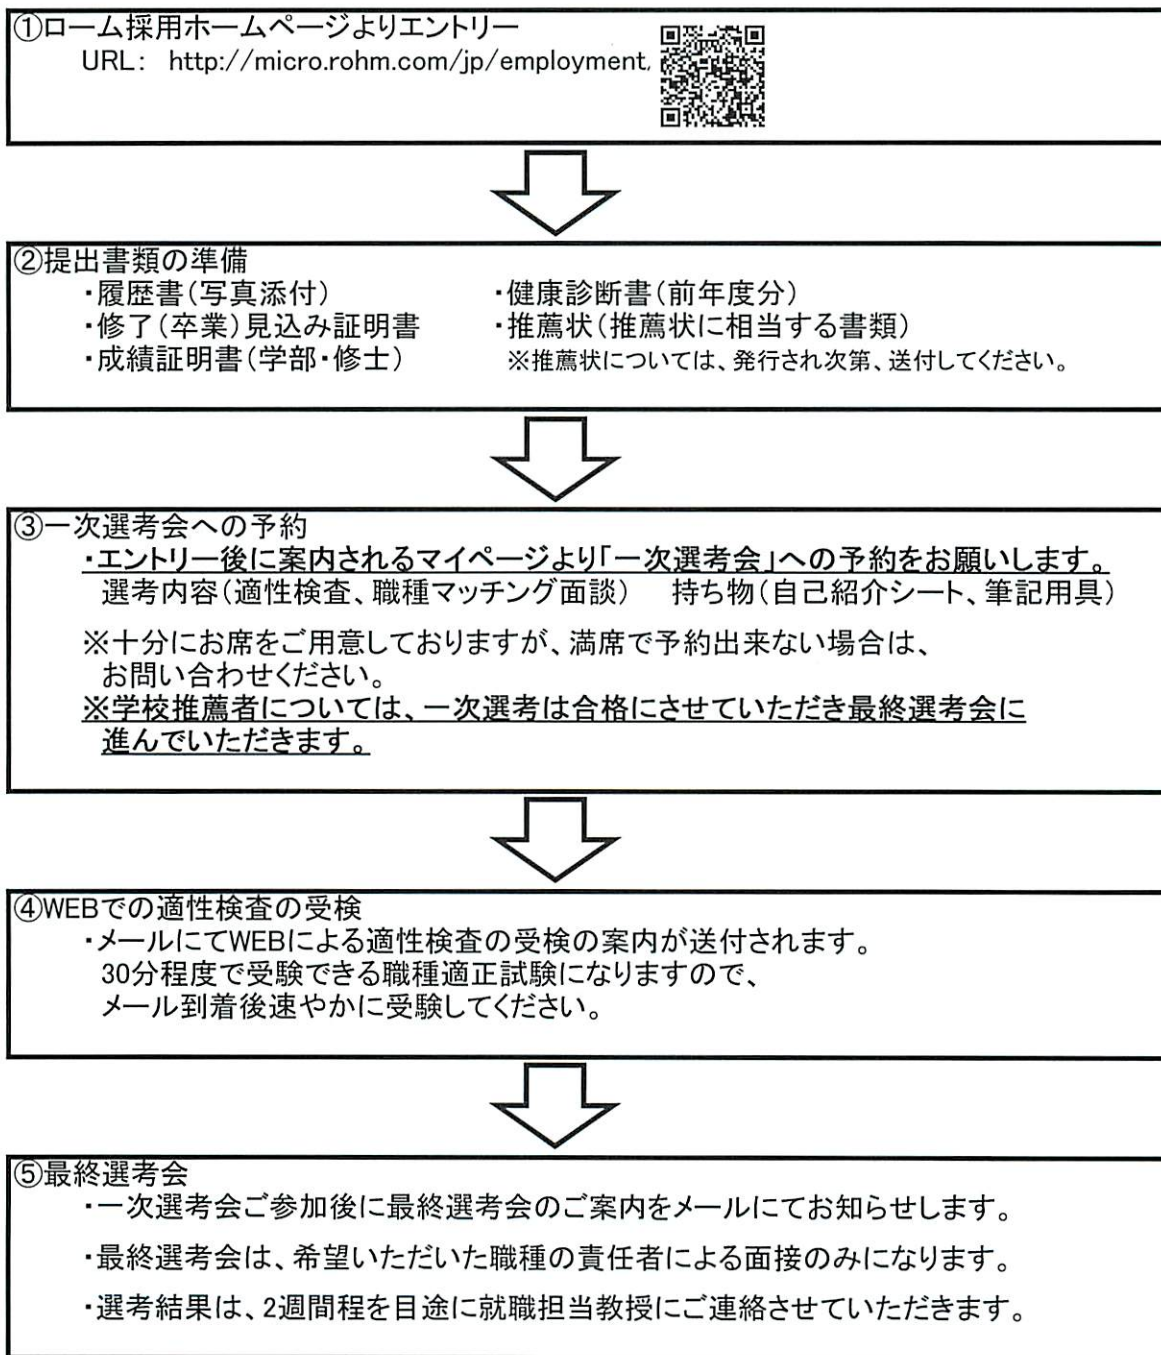 ①ローム採用ホームページよりエントリー
URL： http://micro.rohm.com/jp/employment/
②提出書類の準備
・履歴書(写真添付)　・健康診断書(前年度分)
・修了(卒業)見込み証明書　・推薦状(推薦状に相当する書類)
・成績証明書(学部・修士)　※推薦状については、発行され次第、送付してください。
③一次選考会への予約
・エントリー後に案内されるマイページより「一次選考会」への予約をお願いします。
選考内容(適性検査、職種マッチング面談)　持ち物(自己紹介シート、筆記用具)
※十分にお席をご用意しておりますが、満席で予約出来ない場合は、
お問い合わせください。
※学校推薦者については、一次選考は合格にさせていただき最終選考会に
進んでいただきます。
④WEBでの適性検査の受検
・メールにてWEBによる適性検査の受検の案内が送付されます。
30分程度で受験できる職種適正試験になりますので、
メール到着後速やかに受験してください。
⑤最終選考会
・一次選考会ご参加後に最終選考会のご案内をメールにてお知らせします。
・最終選考会は、希望いただいた職種の責任者による面接のみになります。
・選考結果は、2週間程を目途に就職担当教授にご連絡させていただきます。